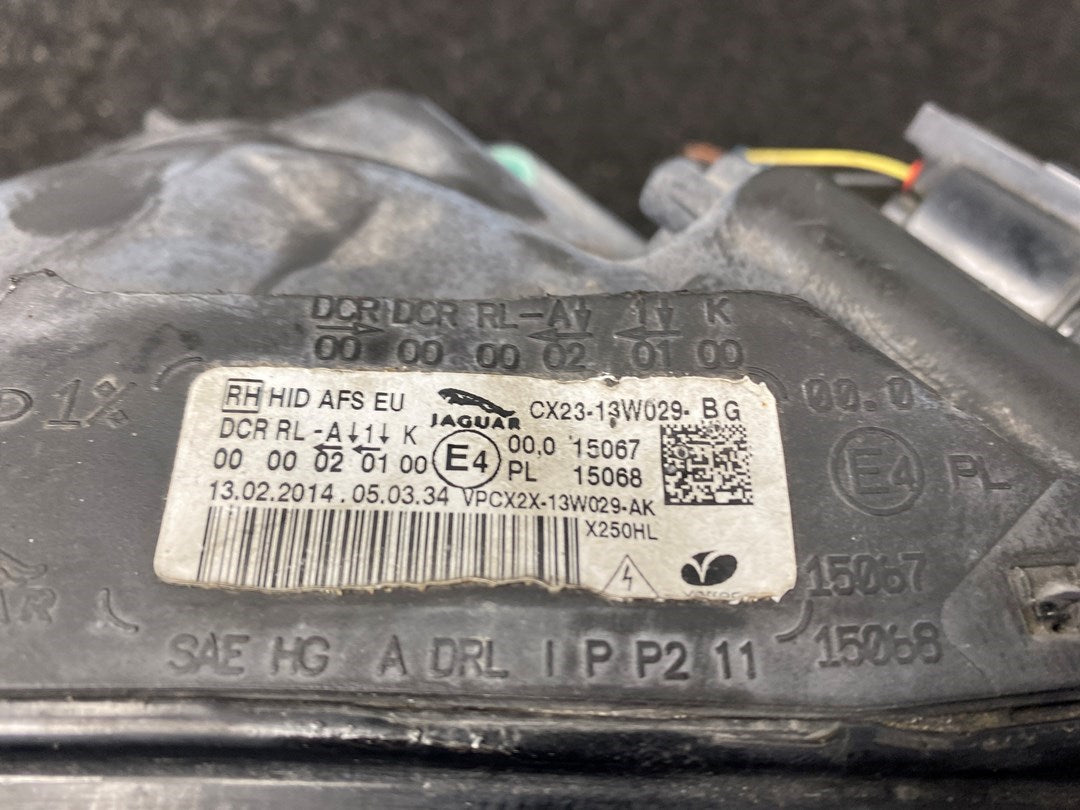 DCR DCR RL-A↓ 1↓ K
→ ← ←
00 00 00 02 01 00
1%
00.0
RH HID AFS EU JAGUAR CX23-13W029- BG
DCR RL -A↓1↓ K E4 00,0 15067
00 00 02 01 00 PL 15068
13.02.2014.05.03.34 VPCX2X-13W029-AK
X250HL
E4 PL
15067
15068
AR
SAE HG A DRL I P P2 11